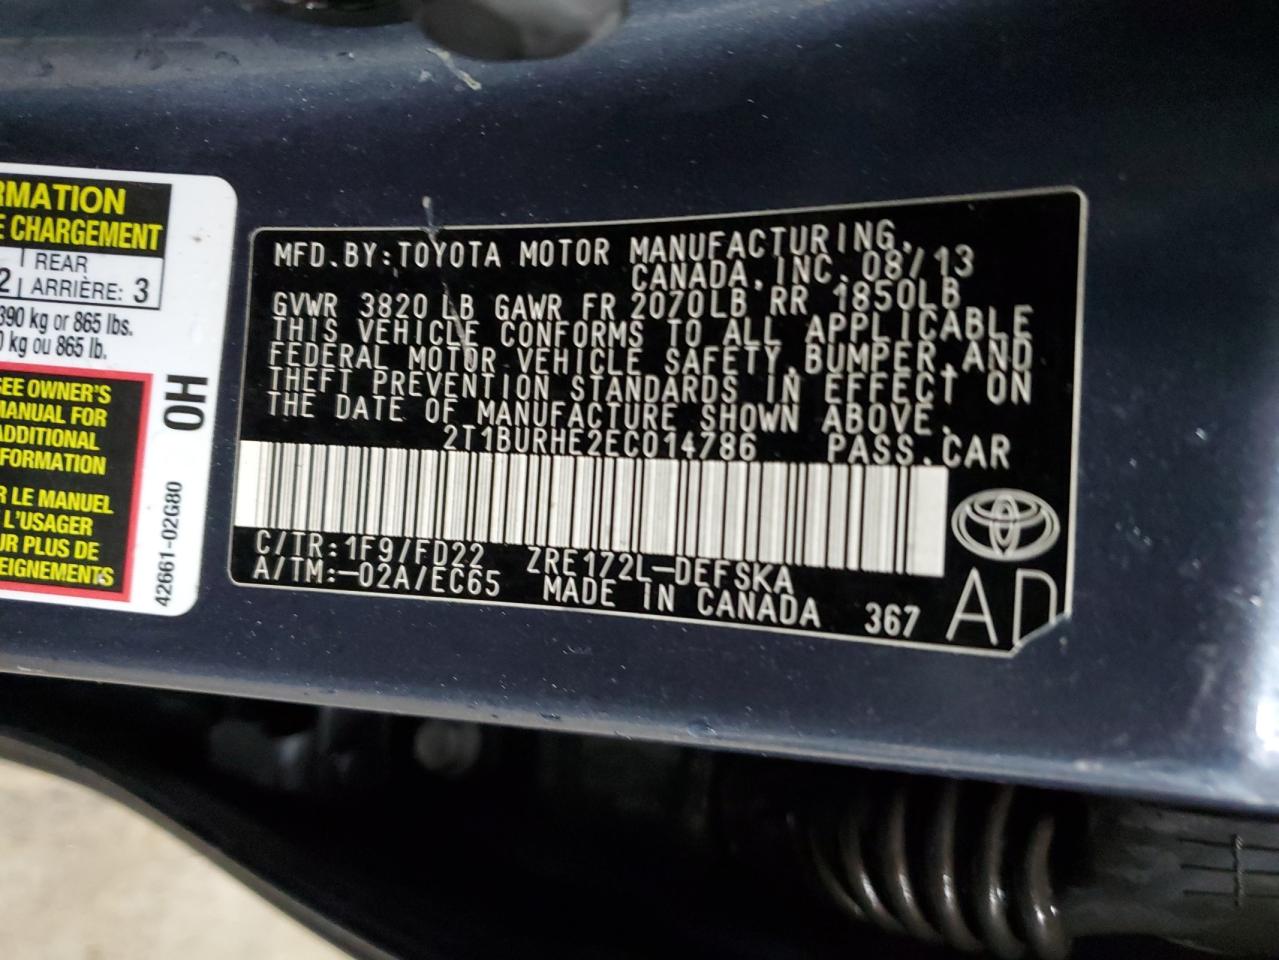 RMATION
E CHARGEMENT
2 REAR
ARRIÈRE: 3
390 kg or 865 lbs.
0 kg ou 865 lb.
SEE OWNER'S
MANUAL FOR
ADDITIONAL
FORMATION
R LE MANUEL
L'USAGER
UR PLUS DE
EIGNEMENTS
OH
42661-02G80
MFD.BY:TOYOTA MOTOR MANUFACTURING,
CANADA,INC. 08/13
GVWR 3820 LB GAWR FR 2070LB RR 1850LB
THIS VEHICLE CONFORMS TO ALL APPLICABLE
FEDERAL MOTOR VEHICLE SAFETY,BUMPER,AND
THEFT PREVENTION STANDARDS IN EFFECT ON
THE DATE OF MANUFACTURE SHOWN ABOVE.
2T1BURHE2EC014786 PASS.CAR
C/TR:1F9/FD22 ZRE172L-DEFSKA
A/TM:-02A/EC65 MADE IN CANADA 367 AD